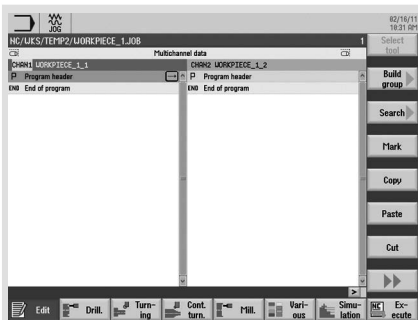 JOG
02/16/11
10:31 AM
NC/WKS/TEMP2/WORKPIECE_1.JOB 1
Multichannel data
CHAN1 WORKPIECE_1_1
CHAN2 WORKPIECE_1_2
P Program header
P Program header
END End of program
END End of program
Select tool
Build group
Search
Mark
Copy
Paste
Cut
Edit
Drill.
Turn-
ing
Cont.
turn.
Mill.
Vari-
ous
Simu-
lation
NC Ex-
ecute